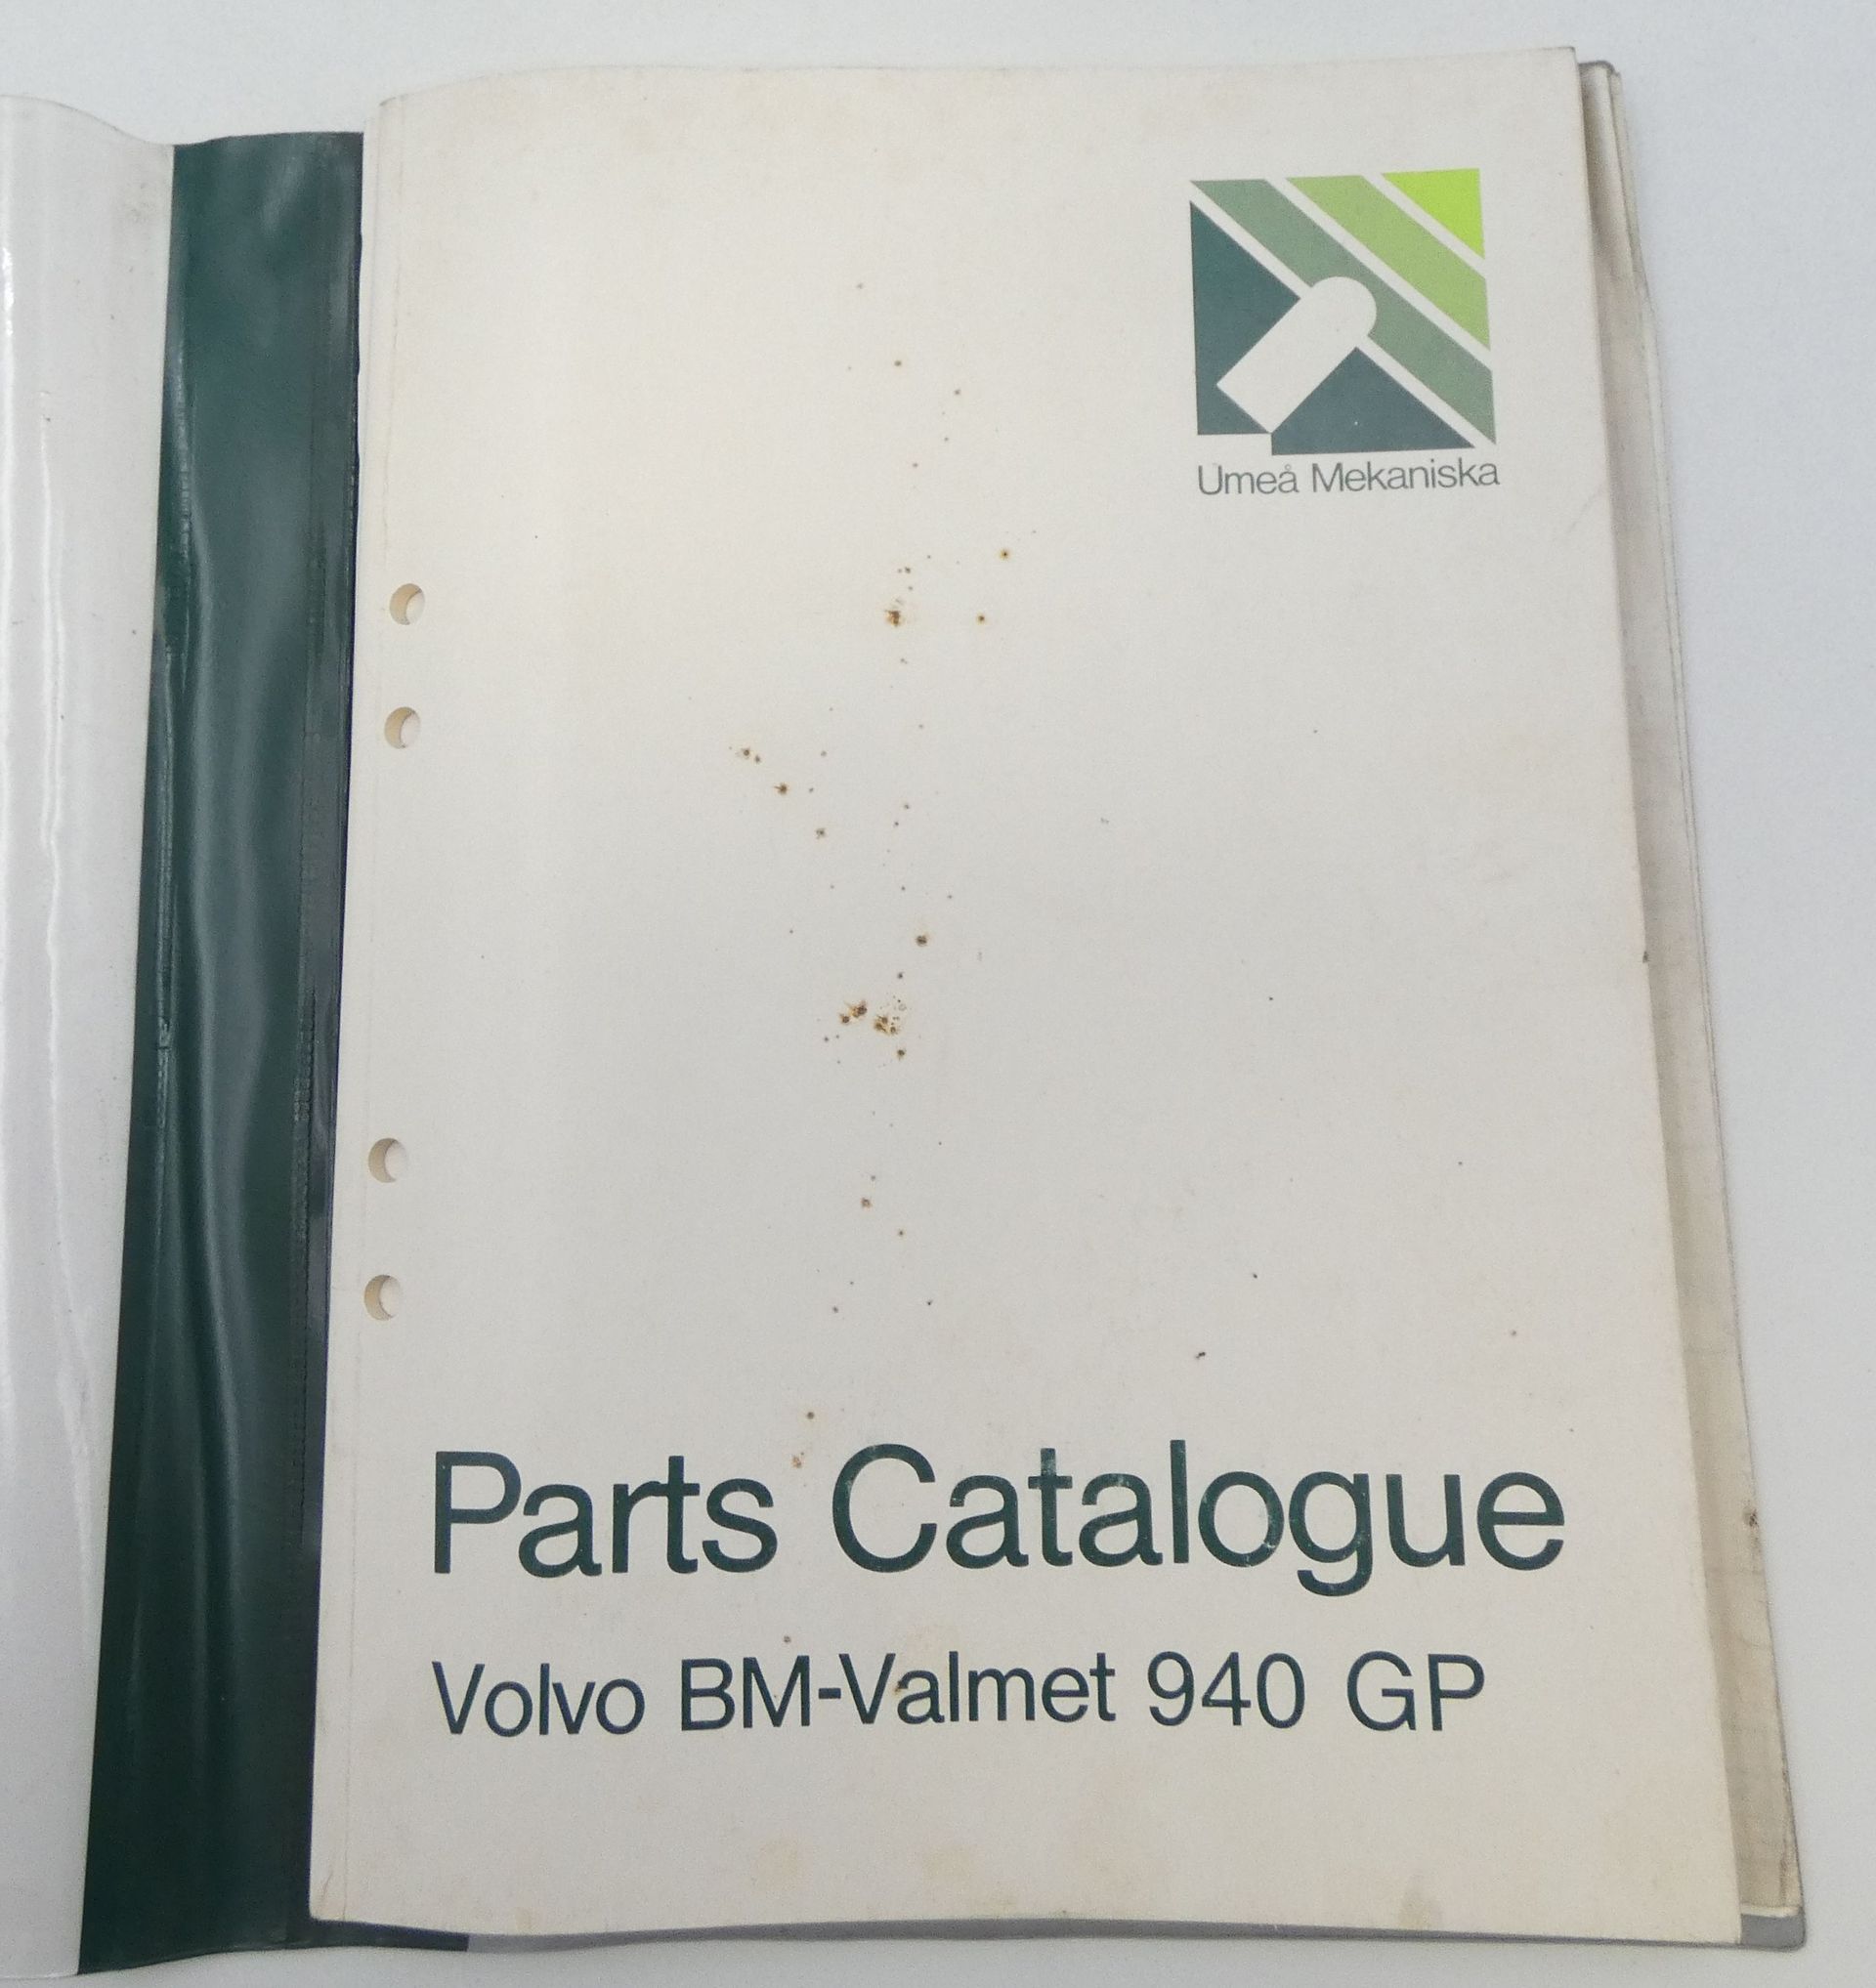 Umeå Mekaniska
Parts Catalogue
Volvo BM-Valmet 940 GP